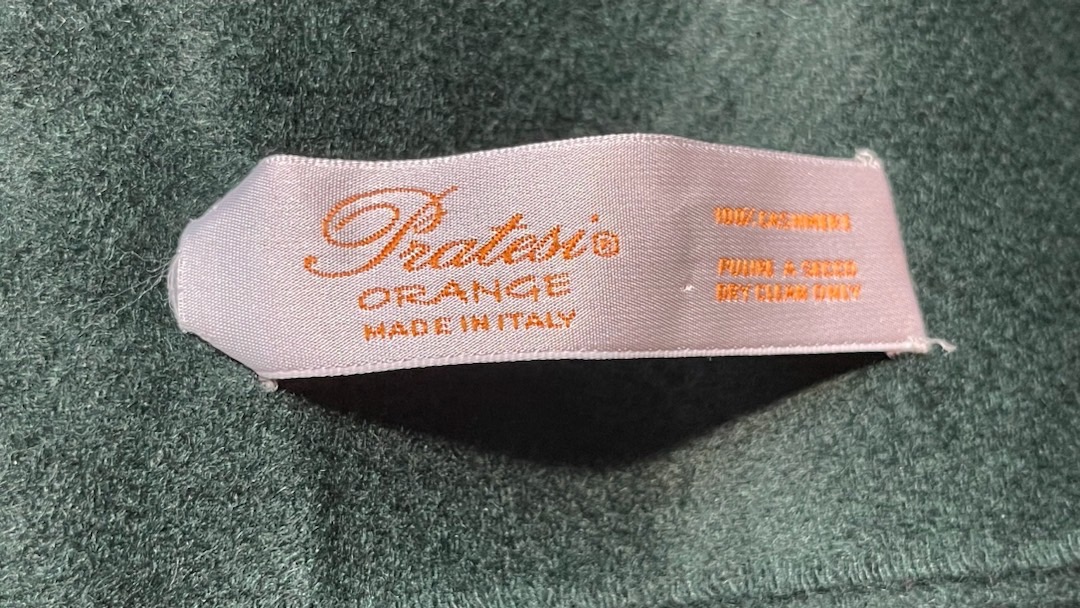 Pratesi®
ORANGE
MADE IN ITALY
100% CASHMERE
PULIRE A SECCO
DRY CLEAN ONLY